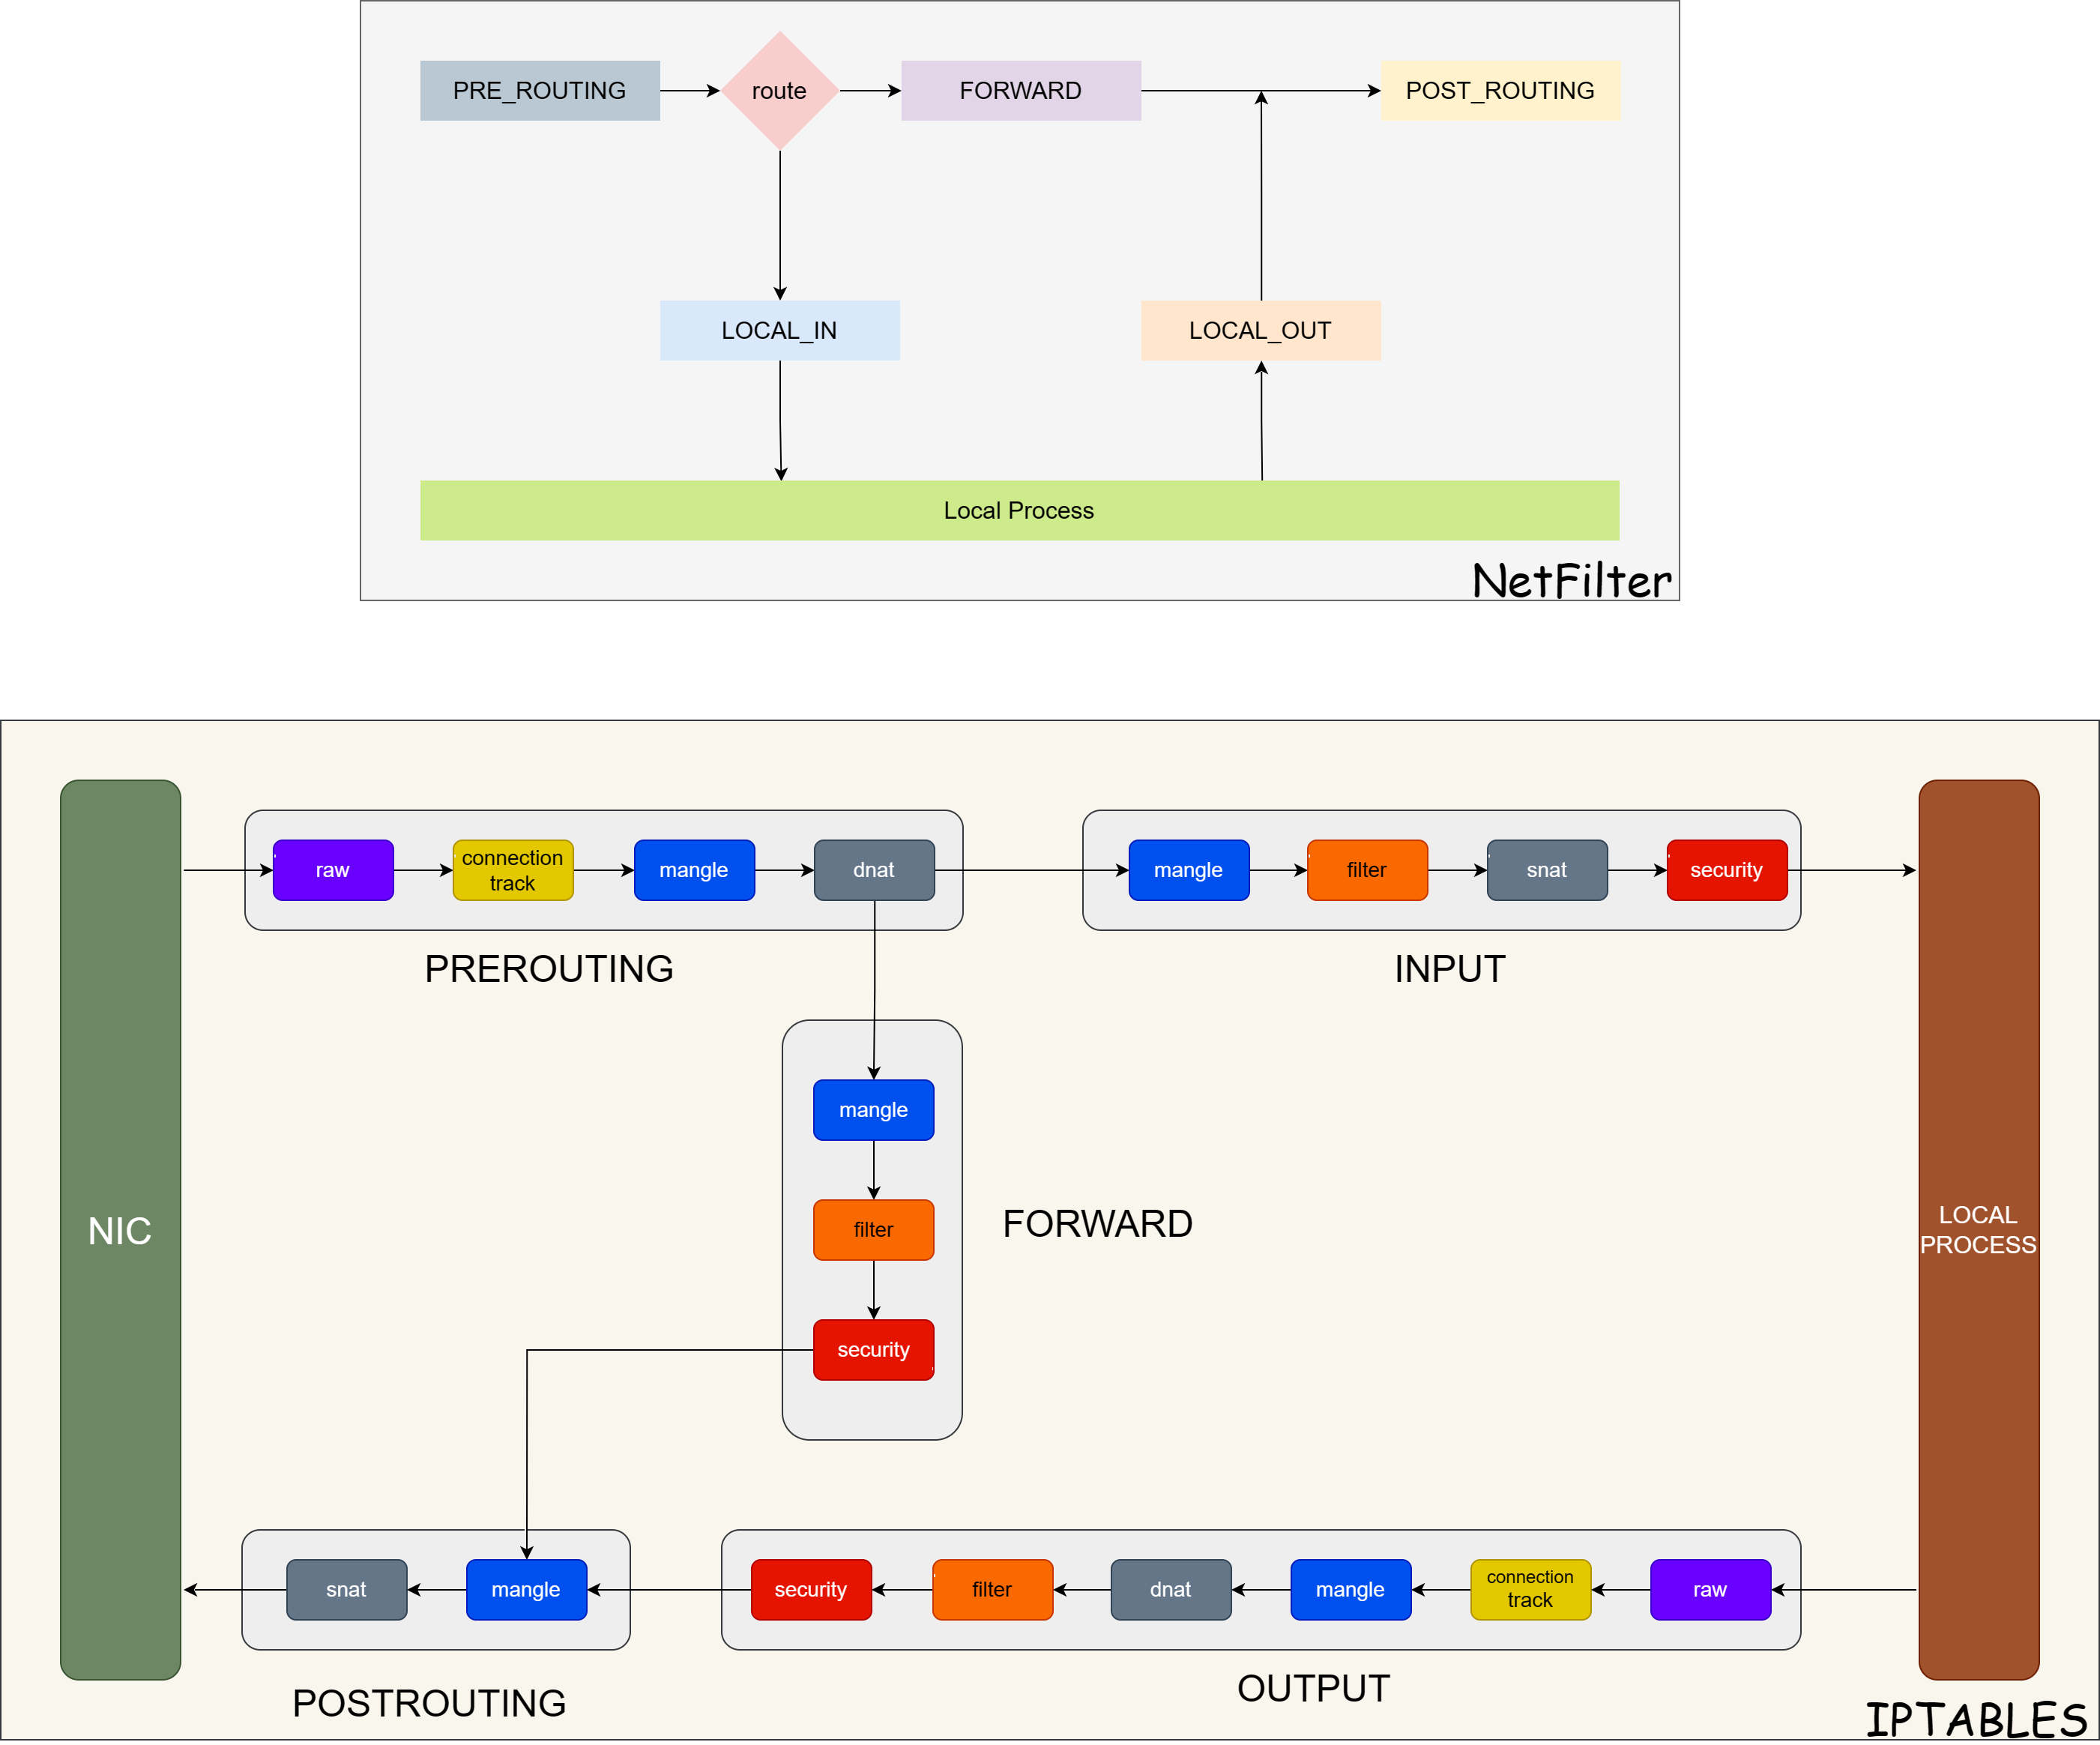 PRE_ROUTING
route
FORWARD
POST_ROUTING
LOCAL_IN
LOCAL_OUT
Local Process
NetFilter
raw
connection
track
mangle
dnat
mangle
filter
snat
security
PREROUTING
INPUT
mangle
filter
security
FORWARD
NIC
LOCAL
PROCESS
snat
mangle
security
filter
dnat
mangle
connection
track
raw
POSTROUTING
OUTPUT
IPTABLES